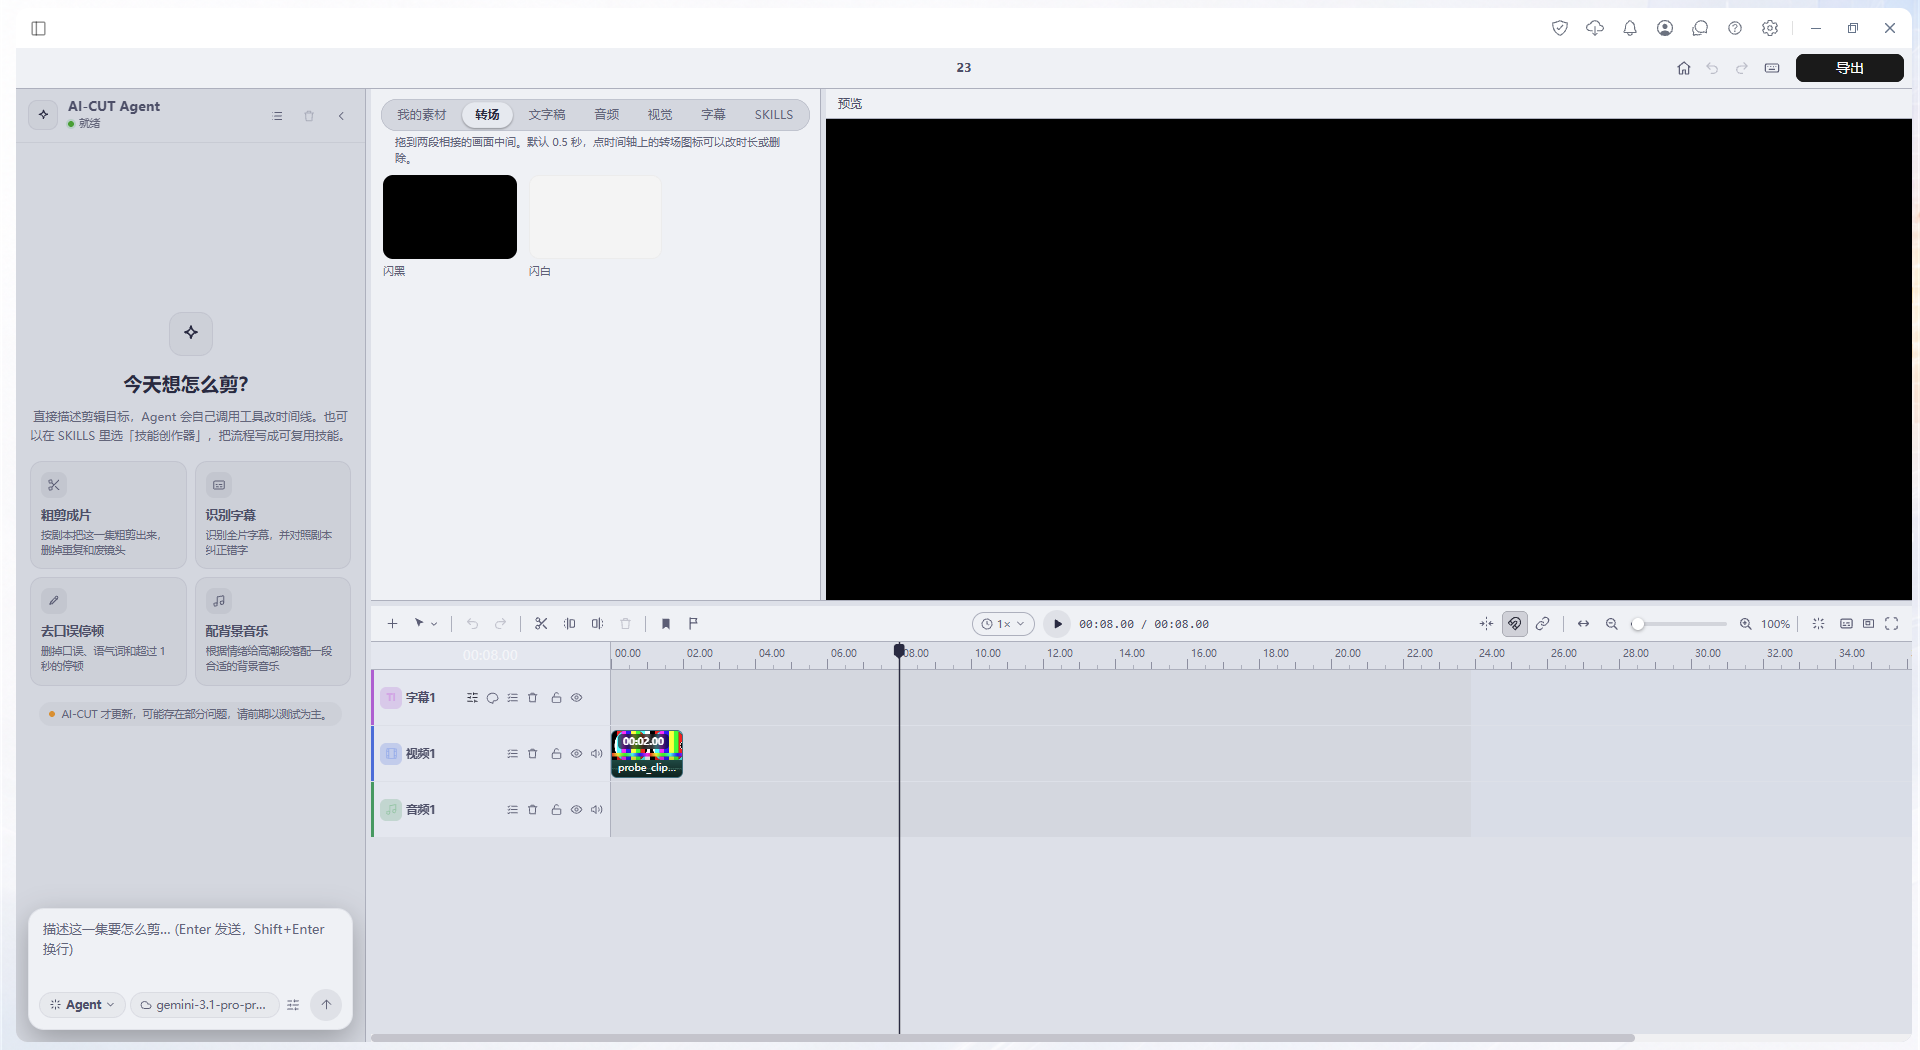 23
导出
AI-CUT Agent
就绪
我的素材 转场 文字稿 音频 视觉 字幕 SKILLS
预览
拖到两段相接的画面中间。默认 0.5 秒，点时间轴上的转场图标可以改时长或删
除。
闪黑 闪白
今天想怎么剪？
直接描述剪辑目标，Agent 会自己调用工具改时间线。也可
以在 SKILLS 里选「技能创作器」，把流程写成可复用技能。
粗剪成片
按剧本把这一集粗剪出来，
删掉重复和废镜头
识别字幕
识别全片字幕，并对照剧本
纠正错字
去口误停顿
删掉口误、语气词和超过 1
秒的停顿
配背景音乐
根据情绪给高潮段落配一段
合适的背景音乐
AI-CUT 才更新，可能存在部分问题，请前期以测试为主。
描述这一集要怎么剪... (Enter 发送，Shift+Enter
换行)
Agent gemini-3.1-pro-pr...
1× 00:08.00 / 00:08.00 100%
00:08.00 00.00 02.00 04.00 06.00 08.00 10.00 12.00 14.00 16.00 18.00 20.00 22.00 24.00 26.00 28.00 30.00 32.00 34.00
字幕1
视频1
00:02.00
probe_clip...
音频1